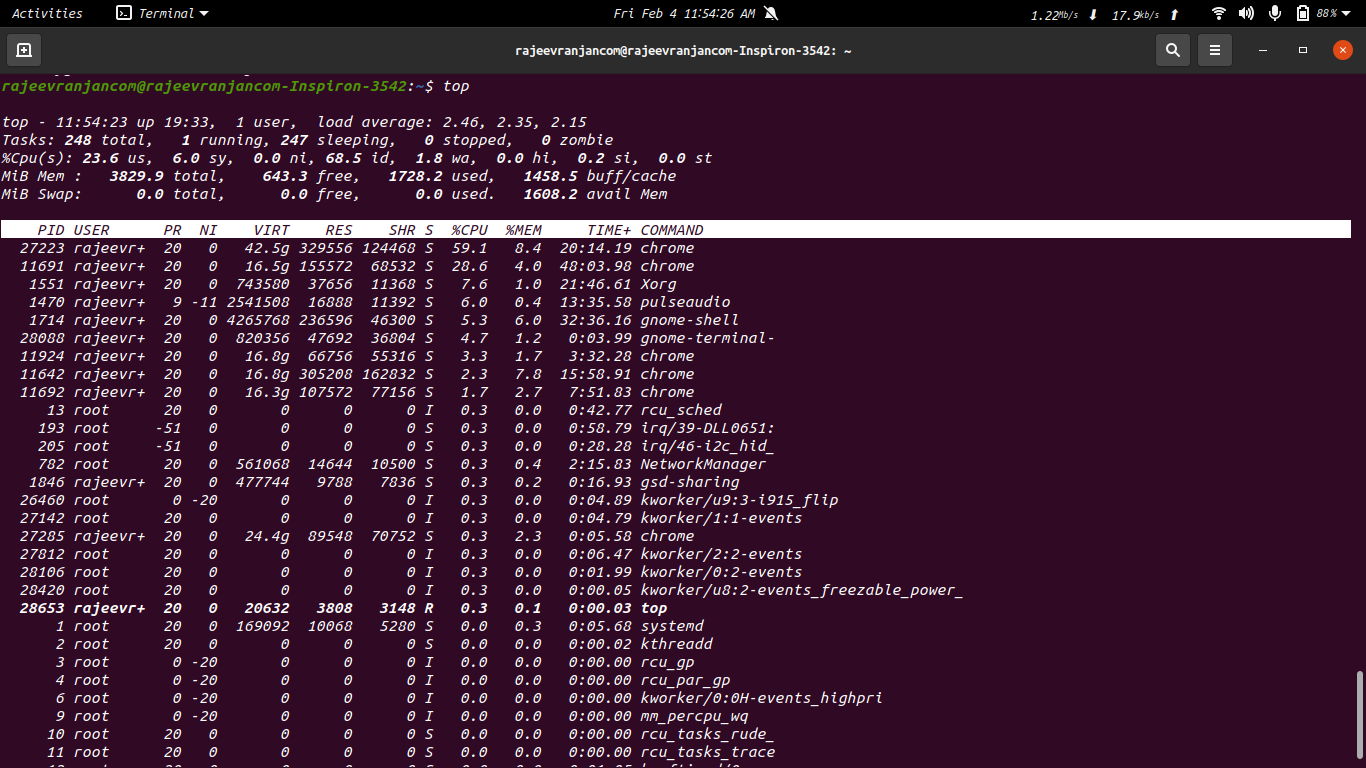 Activities Terminal Fri Feb 4 11:54:26 AM 1.22Mb/s 17.9kb/s 88%
rajeevranjancom@rajeevranjancom-Inspiron-3542: ~
rajeevranjancom@rajeevranjancom-Inspiron-3542:~$ top
top - 11:54:23 up 19:33,  1 user,  load average: 2.46, 2.35, 2.15
Tasks: 248 total,   1 running, 247 sleeping,   0 stopped,   0 zombie
%Cpu(s): 23.6 us,  6.0 sy,  0.0 ni, 68.5 id,  1.8 wa,  0.0 hi,  0.2 si,  0.0 st
MiB Mem :   3829.9 total,    643.3 free,   1728.2 used,   1458.5 buff/cache
MiB Swap:      0.0 total,      0.0 free,      0.0 used.   1608.2 avail Mem
PID USER      PR  NI    VIRT    RES    SHR S  %CPU  %MEM     TIME+ COMMAND
27223 rajeevr+  20   0   42.5g 329556 124468 S  59.1   8.4  20:14.19 chrome
11691 rajeevr+  20   0   16.5g 155572  68532 S  28.6   4.0  48:03.98 chrome
1551 rajeevr+  20   0  743580  37656  11368 S   7.6   1.0  21:46.61 Xorg
1470 rajeevr+   9 -11 2541508  16888  11392 S   6.0   0.4  13:35.58 pulseaudio
1714 rajeevr+  20   0 4265768 236596  46300 S   5.3   6.0  32:36.16 gnome-shell
28088 rajeevr+  20   0  820356  47692  36804 S   4.7   1.2   0:03.99 gnome-terminal-
11924 rajeevr+  20   0   16.8g  66756  55316 S   3.3   1.7   3:32.28 chrome
11642 rajeevr+  20   0   16.8g 305208 162832 S   2.3   7.8  15:58.91 chrome
11692 rajeevr+  20   0   16.3g 107572  77156 S   1.7   2.7   7:51.83 chrome
13 root      20   0       0      0      0 I   0.3   0.0   0:42.77 rcu_sched
193 root     -51   0       0      0      0 S   0.3   0.0   0:58.79 irq/39-DLL0651:
205 root     -51   0       0      0      0 S   0.3   0.0   0:28.28 irq/46-i2c_hid_
782 root      20   0  561068  14644  10500 S   0.3   0.4   2:15.83 NetworkManager
1846 rajeevr+  20   0  477744   9788   7836 S   0.3   0.2   0:16.93 gsd-sharing
26460 root       0 -20       0      0      0 I   0.3   0.0   0:04.89 kworker/u9:3-i915_flip
27142 root      20   0       0      0      0 I   0.3   0.0   0:04.79 kworker/1:1-events
27285 rajeevr+  20   0   24.4g  89548  70752 S   0.3   2.3   0:05.58 chrome
27812 root      20   0       0      0      0 I   0.3   0.0   0:06.47 kworker/2:2-events
28106 root      20   0       0      0      0 I   0.3   0.0   0:01.99 kworker/0:2-events
28420 root      20   0       0      0      0 I   0.3   0.0   0:00.05 kworker/u8:2-events_freezable_power_
28653 rajeevr+  20   0   20632   3808   3148 R   0.3   0.1   0:00.03 top
1 root      20   0  169092  10068   5280 S   0.0   0.3   0:05.68 systemd
2 root      20   0       0      0      0 S   0.0   0.0   0:00.02 kthreadd
3 root       0 -20       0      0      0 I   0.0   0.0   0:00.00 rcu_gp
4 root       0 -20       0      0      0 I   0.0   0.0   0:00.00 rcu_par_gp
6 root       0 -20       0      0      0 I   0.0   0.0   0:00.00 kworker/0:0H-events_highpri
9 root       0 -20       0      0      0 I   0.0   0.0   0:00.00 mm_percpu_wq
10 root      20   0       0      0      0 S   0.0   0.0   0:00.00 rcu_tasks_rude_
11 root      20   0       0      0      0 S   0.0   0.0   0:00.00 rcu_tasks_trace